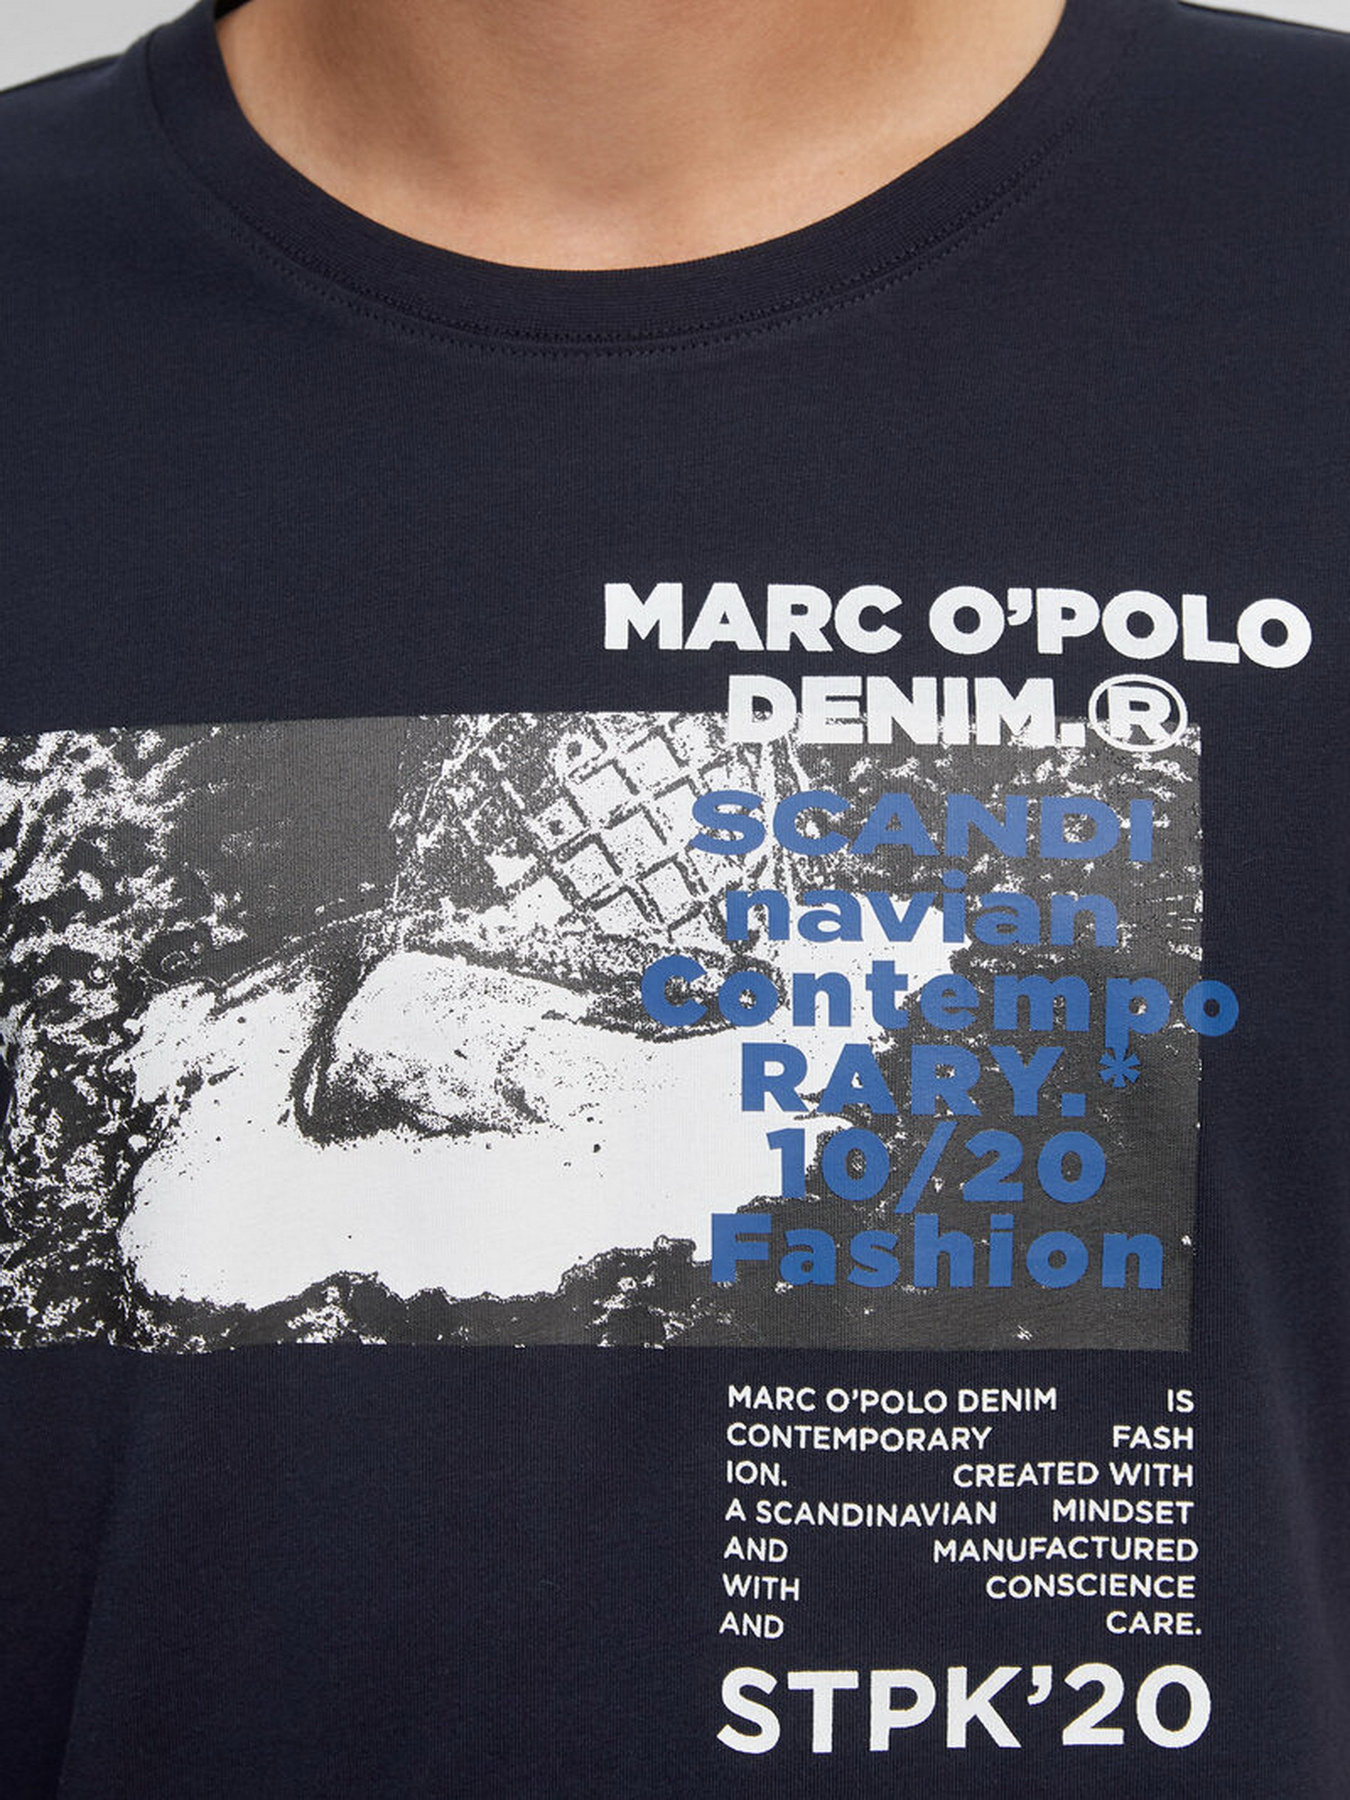 MARC O'POLO
DENIM.®
SCANDI
navian
Contempo
RARY.*
10/20
Fashion
MARC O'POLO DENIM IS
CONTEMPORARY FASH
ION. CREATED WITH
A SCANDINAVIAN MINDSET
AND MANUFACTURED
WITH CONSCIENCE
AND CARE.
STPK'20